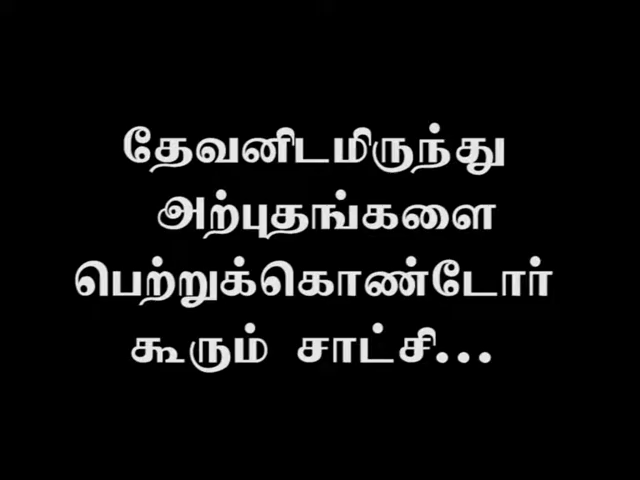 தேவனிடமிருந்து
அற்புதங்களை
பெற்றுக்கொண்டோர்
கூரும் சாட்சி...